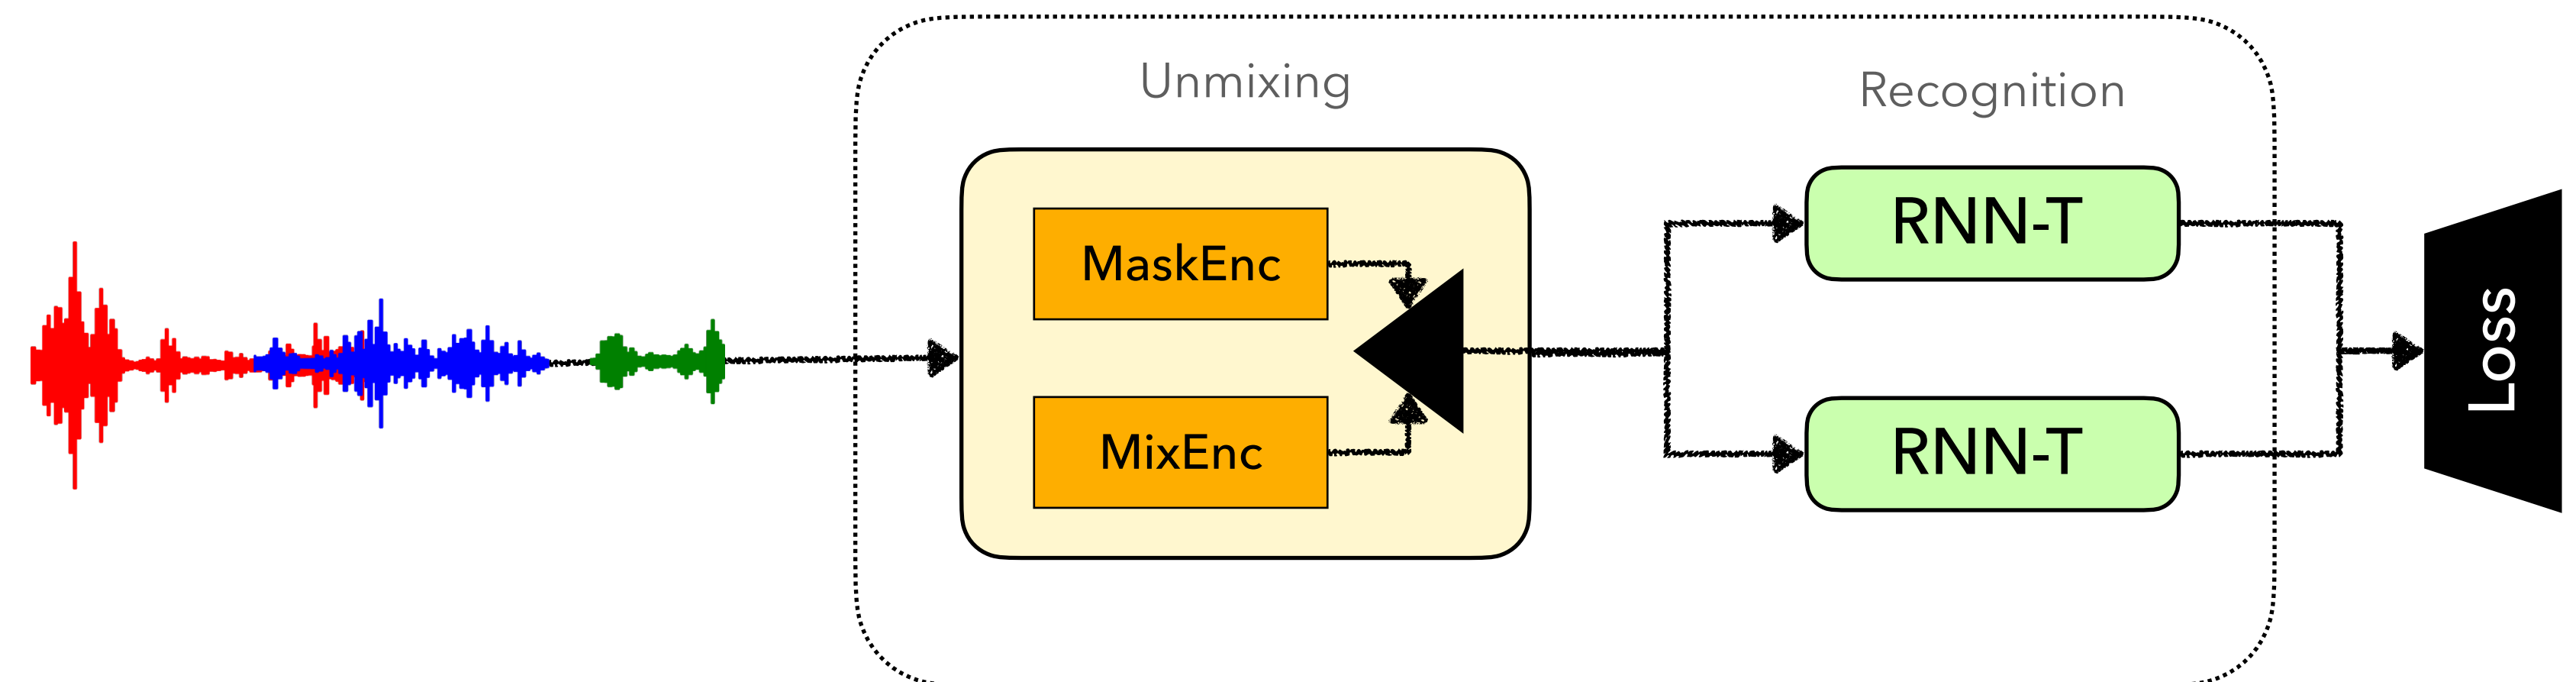 Unmixing
Recognition
MaskEnc
MixEnc
RNN-T
RNN-T
Loss